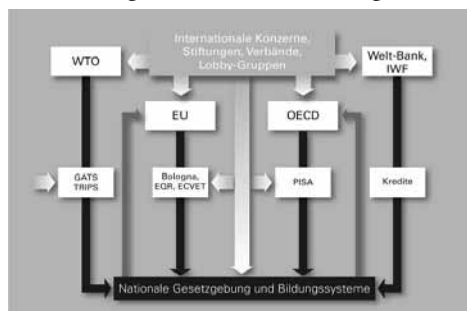 Internationale Konzerne,
Stiftungen, Verbände,
Lobby-Gruppen
WTO
Welt-Bank,
IWF
EU
OECD
GATS
TRIPS
Bologna,
EQR, ECVET
PISA
Kredite
Nationale Gesetzgebung und Bildungssysteme